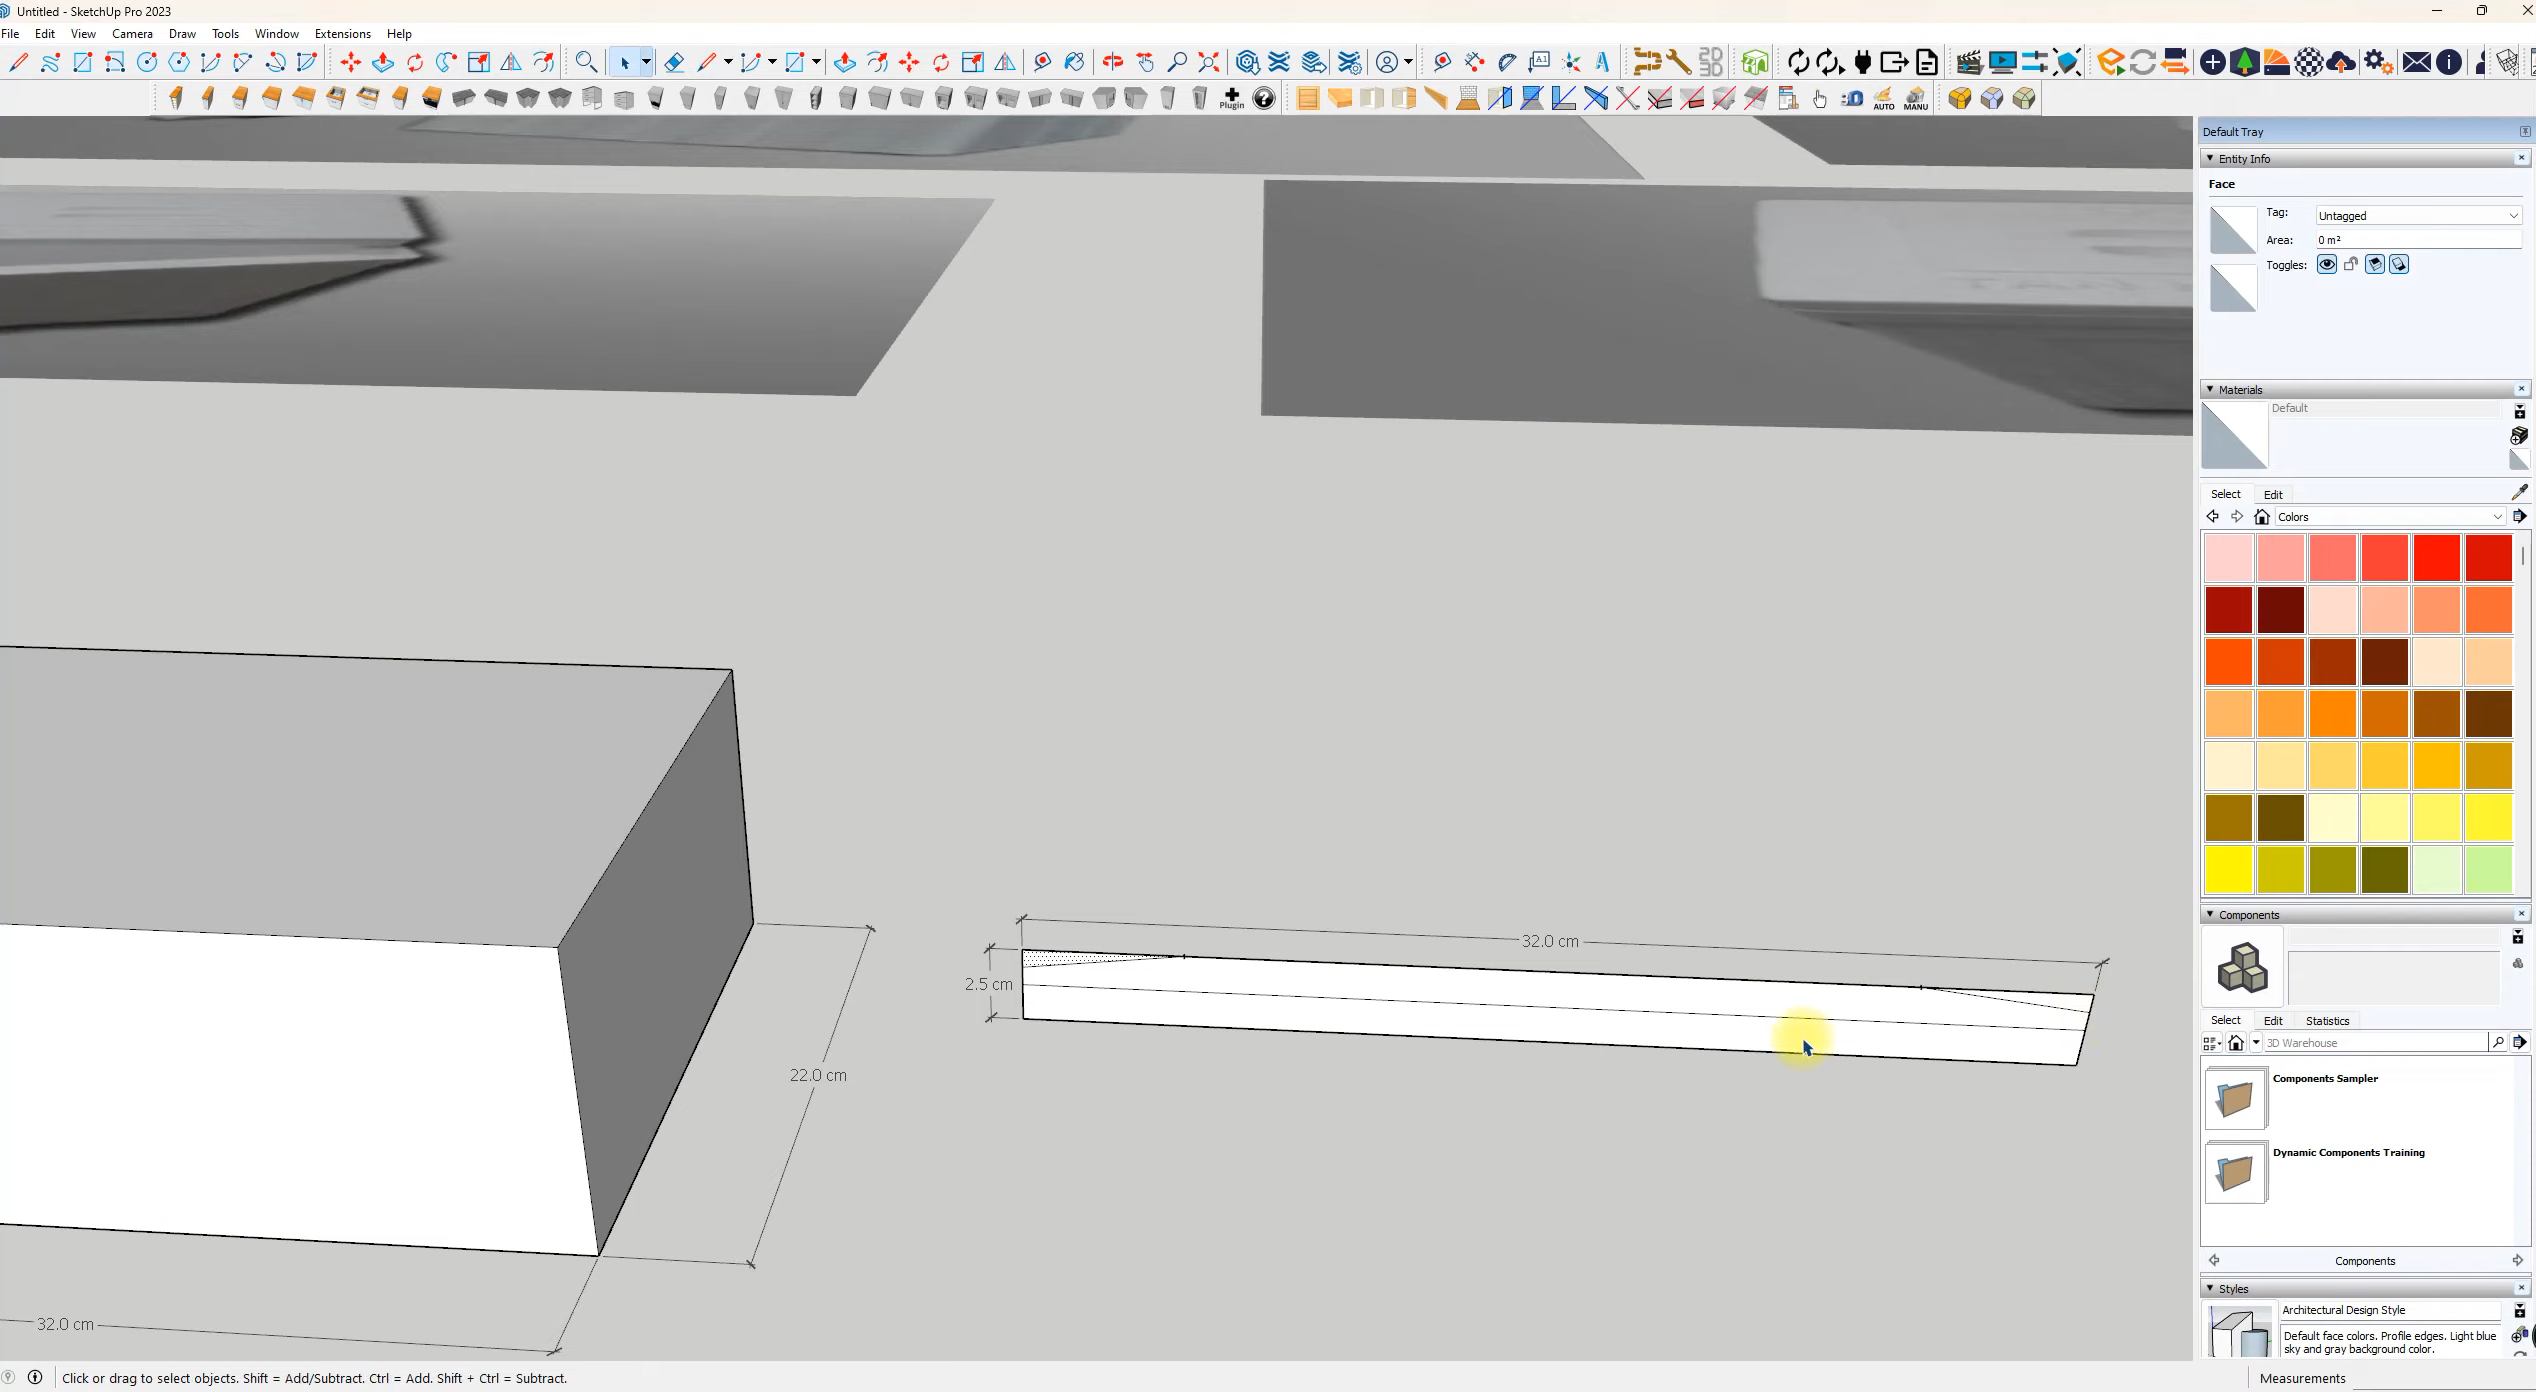 Untitled - SketchUp Pro 2023
File Edit View Camera Draw Tools Window Extensions Help
A1
2D
3D
Plugin
AUTO MANU
Default Tray
Entity Info
Face
Tag: Untagged
Area: 0 m²
Toggles:
Materials
Default
Select Edit
Colors
Components
Select Edit Statistics
3D Warehouse
Components Sampler
Dynamic Components Training
Components
Styles
Architectural Design Style
Default face colors. Profile edges. Light blue
sky and gray background color.
32.0 cm
2.5 cm
22.0 cm
32.0 cm
Click or drag to select objects. Shift = Add/Subtract. Ctrl = Add. Shift + Ctrl = Subtract.
Measurements